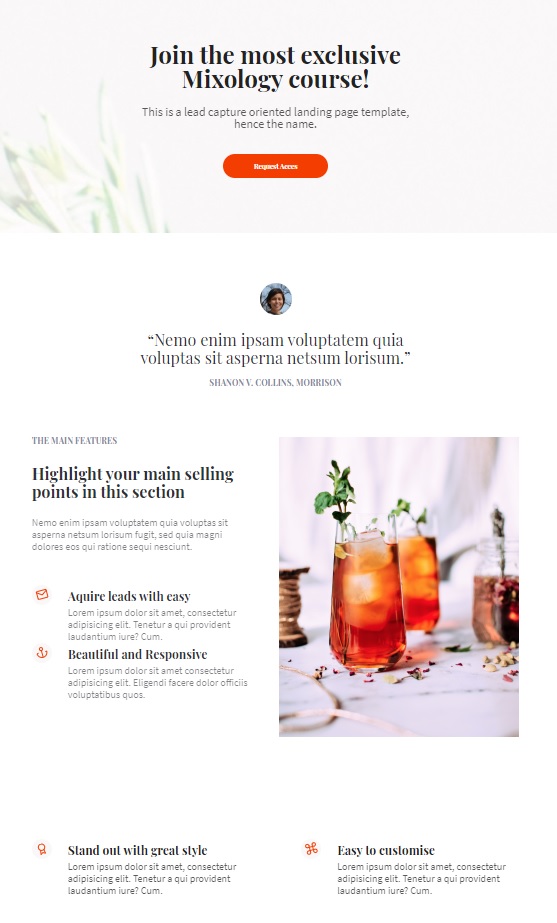 Join the most exclusive
Mixology course!
This is a lead capture oriented landing page template,
hence the name.
Request Acces
“Nemo enim ipsam voluptatem quia
voluptas sit asperna netsum lorisum.”
SHANON V. COLLINS, MORRISON
THE MAIN FEATURES
Highlight your main selling
points in this section
Nemo enim ipsam voluptatem quia voluptas sit
asperna netsum lorisum fugit, sed quia magni
dolores eos qui ratione sequi nesciunt.
Aquire leads with easy
Lorem ipsum dolor sit amet, consectetur
adipisicing elit. Tenetur a qui provident
laudantium iure? Cum.
Beautiful and Responsive
Lorem ipsum dolor sit amet consectetur
adipisicing elit. Eligendi facere dolor officiis
voluptatibus quos.
Stand out with great style
Lorem ipsum dolor sit amet, consectetur
adipisicing elit. Tenetur a qui provident
laudantium iure? Cum.
Easy to customise
Lorem ipsum dolor sit amet, consectetur
adipisicing elit. Tenetur a qui provident
laudantium iure? Cum.